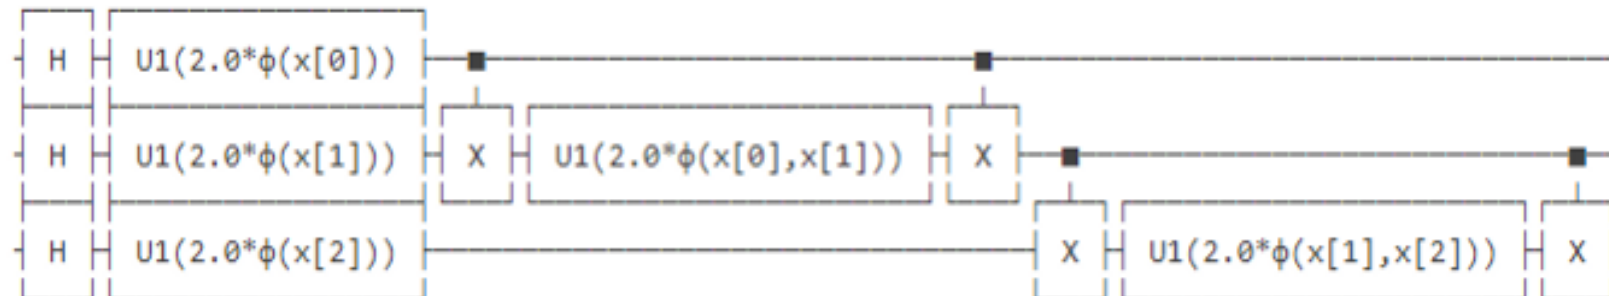 H U1(2.0*ϕ(x[0]))
H U1(2.0*ϕ(x[1])) X U1(2.0*ϕ(x[0],x[1])) X
H U1(2.0*ϕ(x[2])) X U1(2.0*ϕ(x[1],x[2])) X